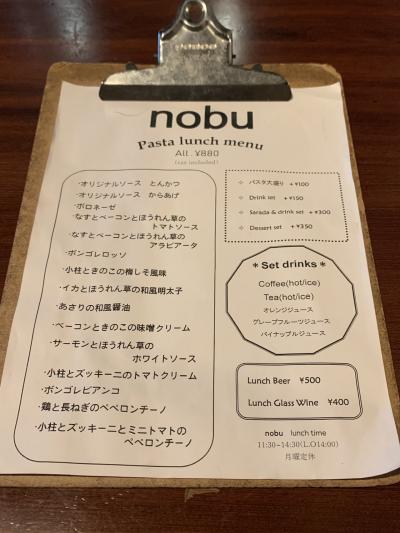 nobu
Pasta lunch menu
All . ¥880
(tax included)
・オリジナルソース　とんかつ
・オリジナルソース　からあげ
・ボロネーゼ
・なすとベーコンとほうれん草の
トマトソース
・なすとベーコンとほうれん草の
アラビアータ
・ボンゴレロッソ
・小柱ときのこの梅しそ風味
・イカとほうれん草の和風明太子
・あさりの和風醤油
・ベーコンときのこの味噌クリーム
・サーモンとほうれん草の
ホワイトソース
・小柱とズッキーニのトマトクリーム
・ボンゴレビアンコ
・鶏と長ねぎのペペロンチーノ
・小柱とズッキーニとミニトマトの
ペペロンチーノ
✧ パスタ大盛り +¥100
✧ Drink set +¥150
✧ Sarada & drink set +¥300
✧ Dessert set +¥350
* Set drinks *
Coffee(hot/ice)
Tea(hot/ice)
オレンジジュース
グレープフルーツジュース
パイナップルジュース
Lunch Beer ¥500
Lunch Glass Wine ¥400
nobu lunch time
11:30~14:30(L.O14:00)
月曜定休